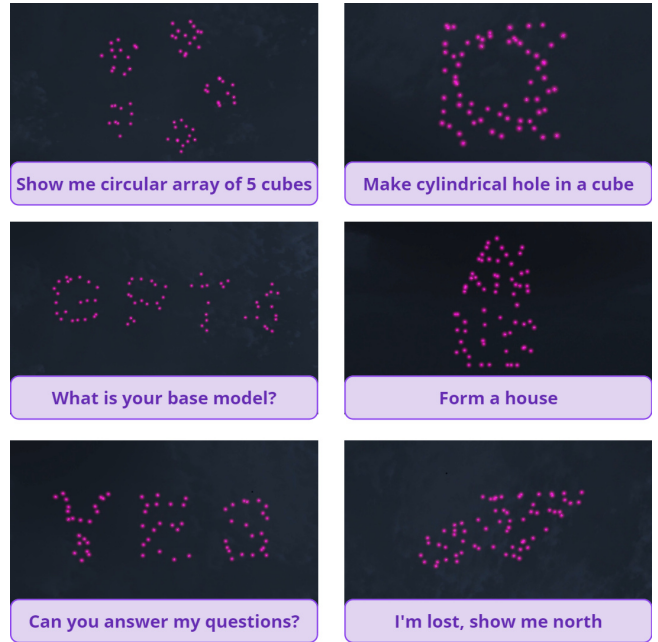 Show me circular array of 5 cubes
Make cylindrical hole in a cube
GPT4
What is your base model?
Form a house
YES
Can you answer my questions?
I'm lost, show me north